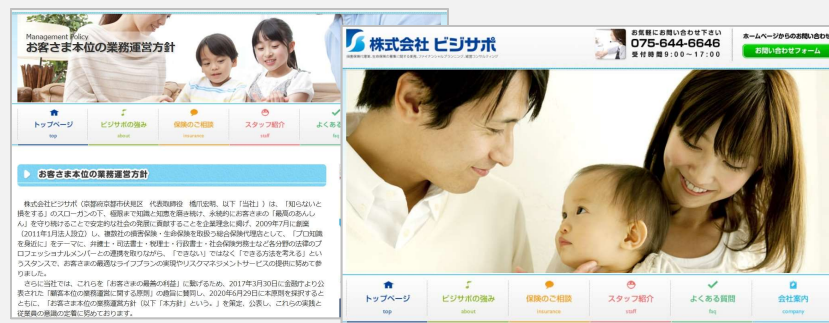 Management Policy
お客さま本位の業務運営方針
トップページ
top
ビジサポの強み
about
保険のご相談
insurance
スタッフ紹介
staff
よくある
faq
お客さま本位の業務運営方針
株式会社ビジサポ（京都府京都市伏見区　代表取締役　橋爪宏明、以下「当社」）は、「知らないと
損をする」のスローガンの下、極限まで知識と知恵を磨き続け、永続的にお客さまの「最高のあんし
ん」を守り続けることで安定的な社会の発展に貢献することを企業理念に掲げ、2009年7月に創業
（2011年1月法人設立）し、複数社の損害保険・生命保険を取扱う総合保険代理店として、「プロ知識
を身近に」をテーマに、弁護士・司法書士・税理士・行政書士・社会保険労務士など各分野の法律のプ
ロフェッショナルメンバーとの連携を取りながら、「できない」ではなく「できる方法を考える」とい
うスタンスで、お客さまの最適なライフプランの実現やリスクマネジメントサービスの提供に努めて参
りました。
さらに当社では、これらを「お客さまの最善の利益」に繋げるため、2017年3月30日に金融庁より公
表された「顧客本位の業務運営に関する原則」の趣旨に賛同し、2020年6月29日に本原則を採択すると
ともに、「お客さま本位の業務運営方針（以下「本方針」という。」を策定、公表し、これらの実践と
従業員の意識の定着に努めております。
株式会社 ビジサポ
お気軽にお問い合わせ下さい
075-644-6646
受付時間9:00～17:00
ホームページからのお問い合わせ
お問い合わせフォーム
トップページ
top
ビジサポの強み
about
保険のご相談
insurance
スタッフ紹介
staff
よくある質問
faq
会社案内
company